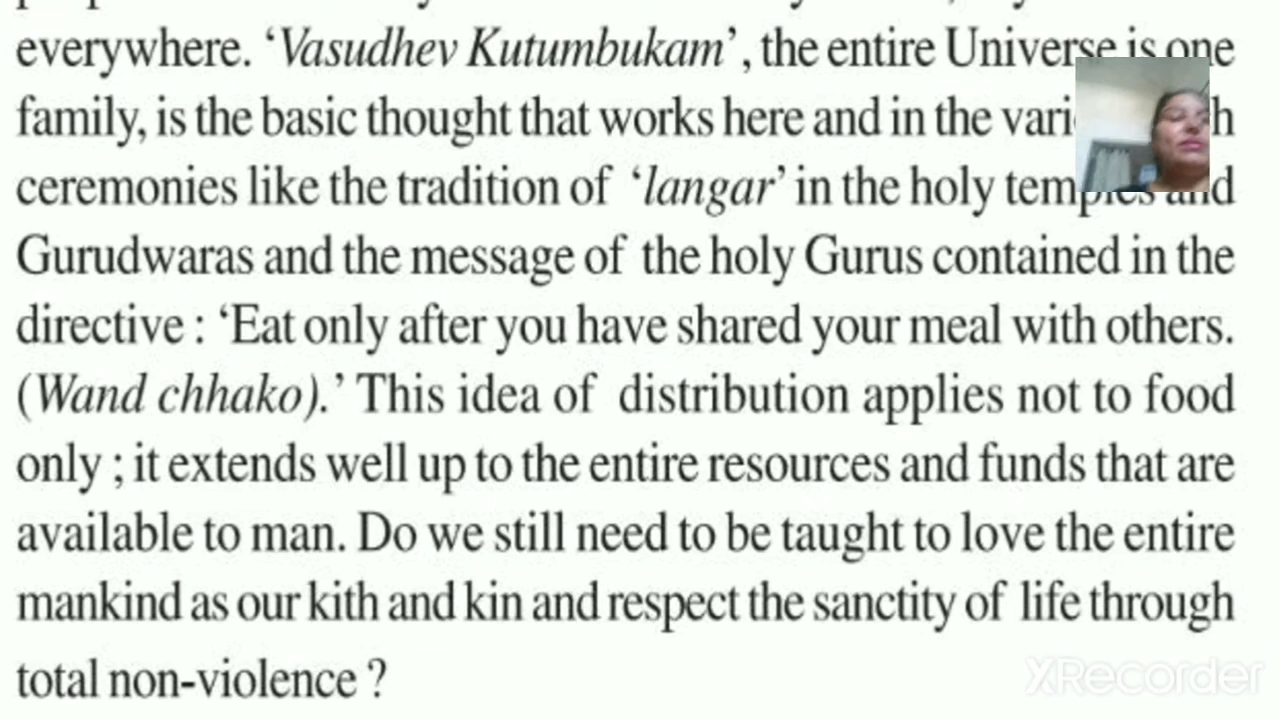 everywhere. ‘Vasudhev Kutumbukam’, the entire Universe is one
family, is the basic thought that works here and in the
ceremonies like the tradition of ‘langar’ in the holy temples and
Gurudwaras and the message of the holy Gurus contained in the
directive : ‘Eat only after you have shared your meal with others.
(Wand chhako).’ This idea of distribution applies not to food
only ; it extends well up to the entire resources and funds that are
available to man. Do we still need to be taught to love the entire
mankind as our kith and kin and respect the sanctity of life through
total non-violence ?
XRecorder